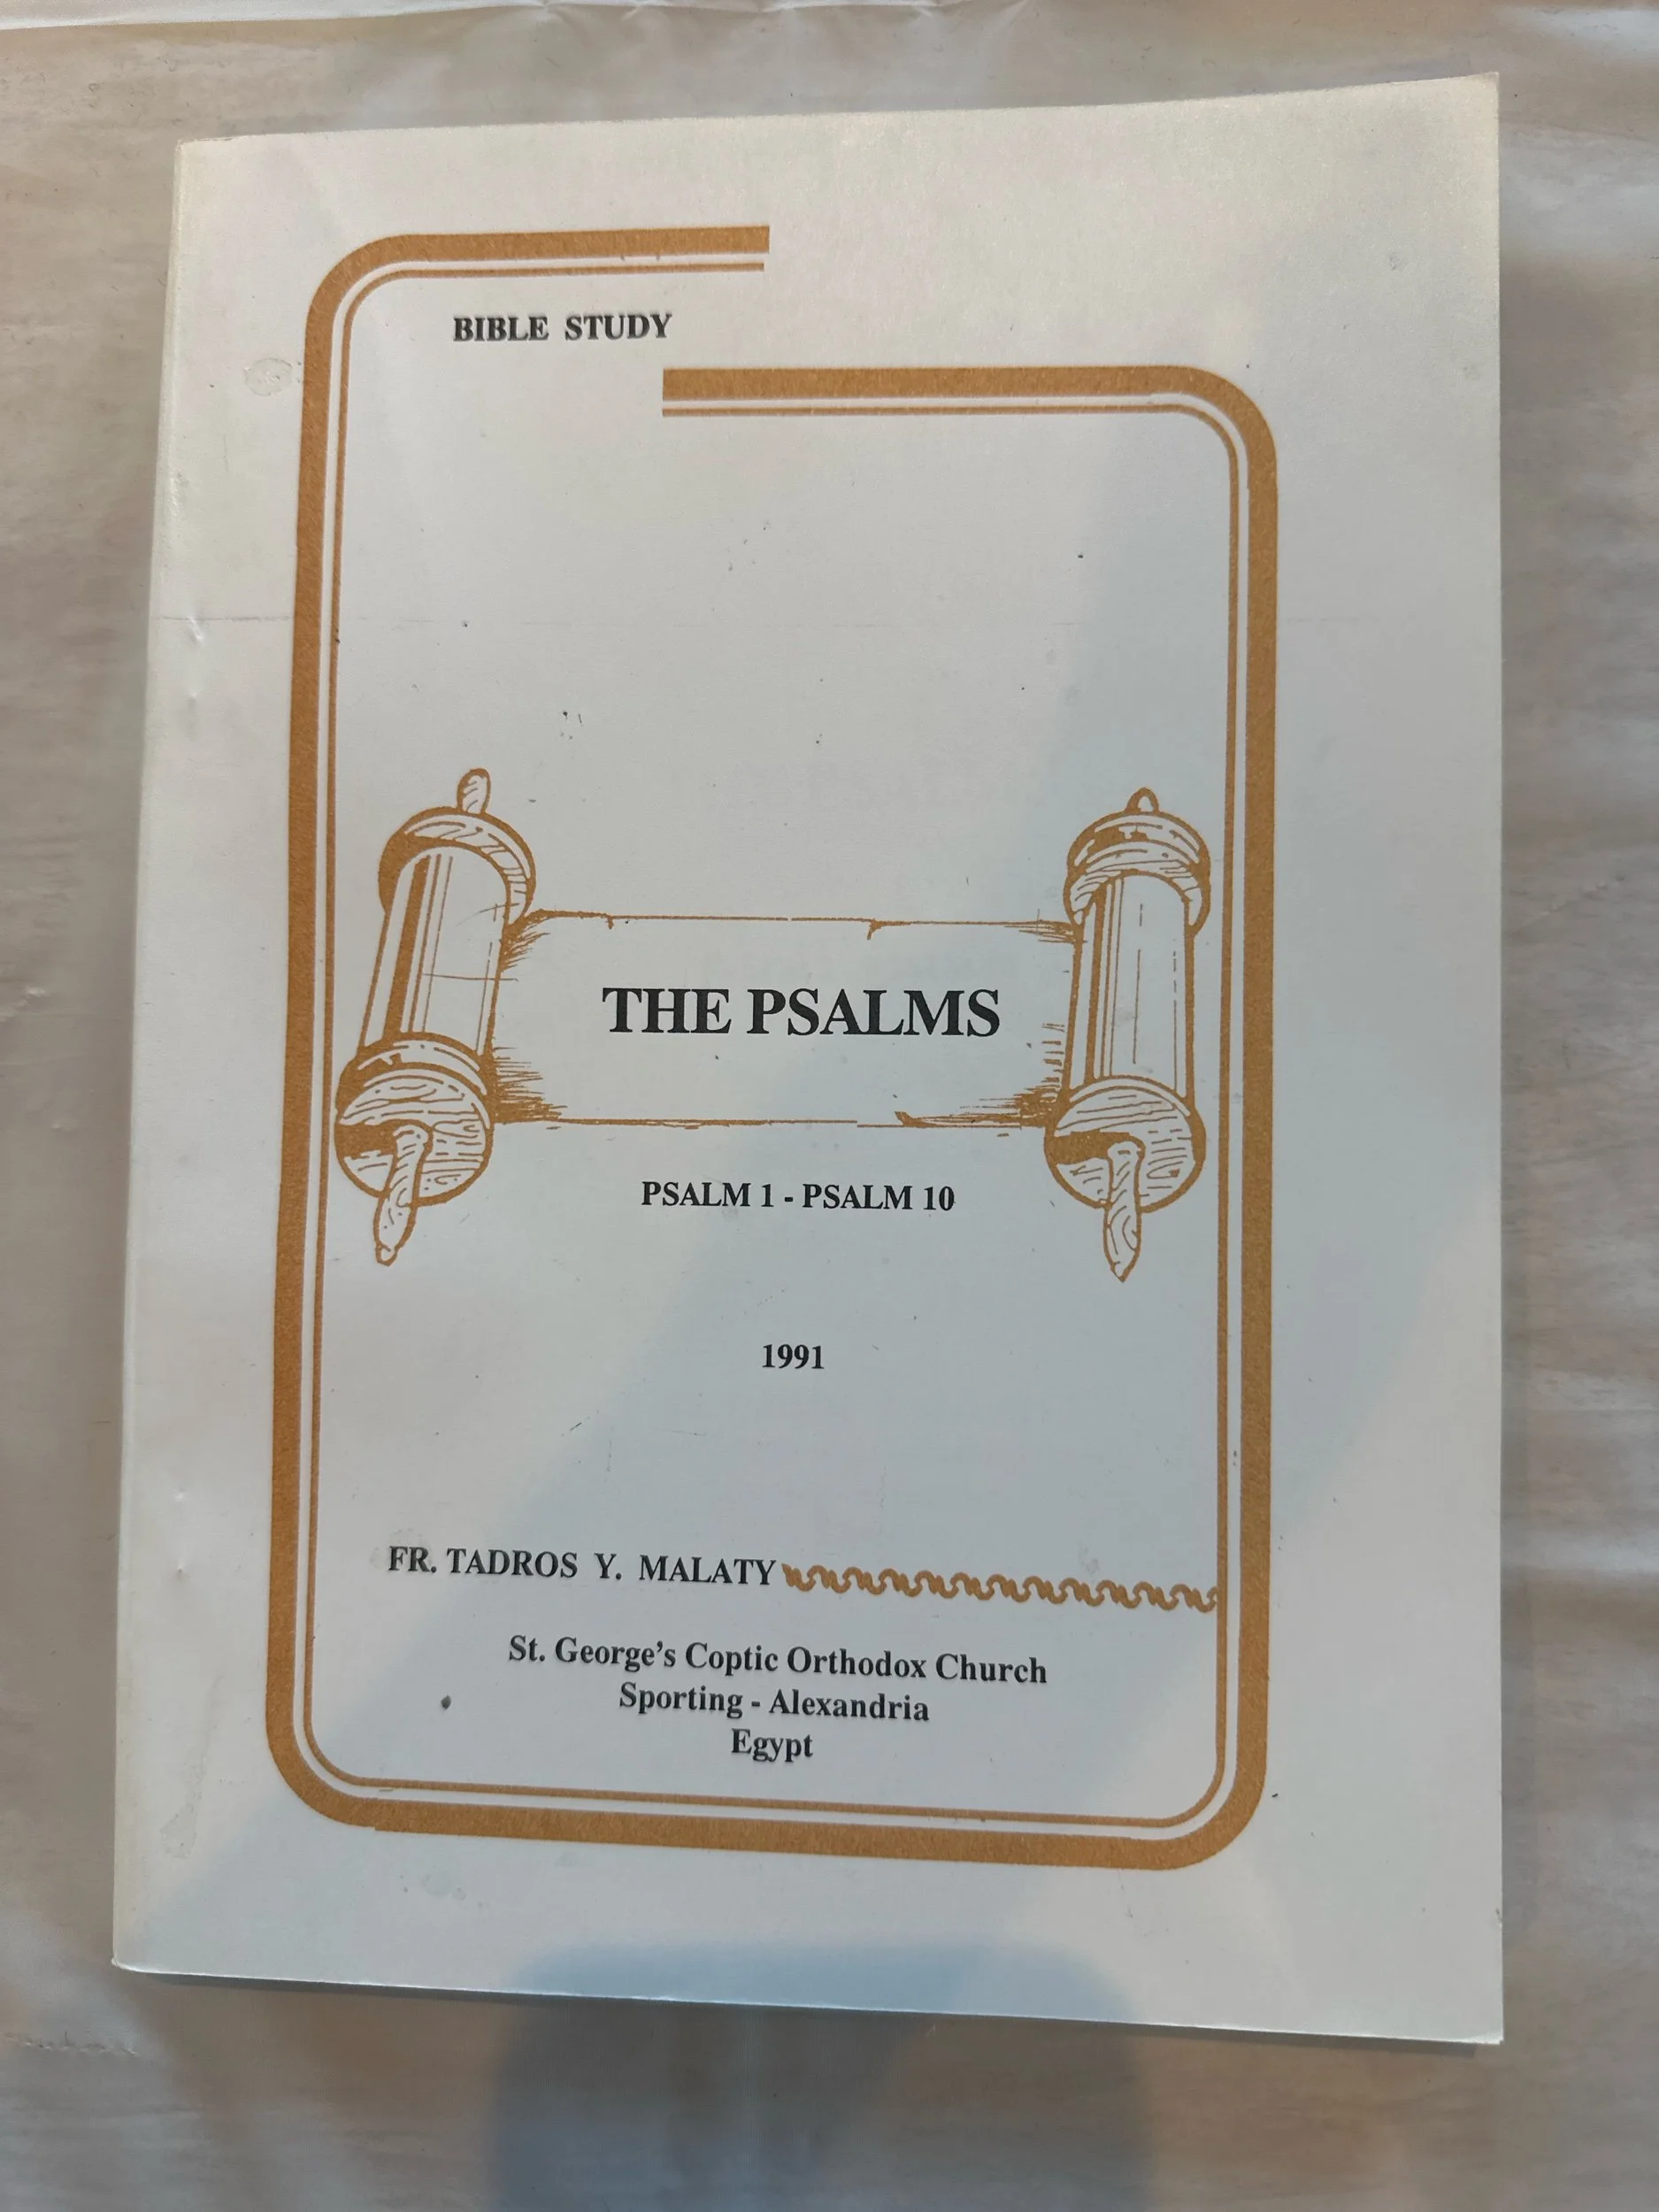 BIBLE STUDY
THE PSALMS
PSALM 1 - PSALM 10
1991
FR. TADROS Y. MALATY
St. George's Coptic Orthodox Church
Sporting - Alexandria
Egypt